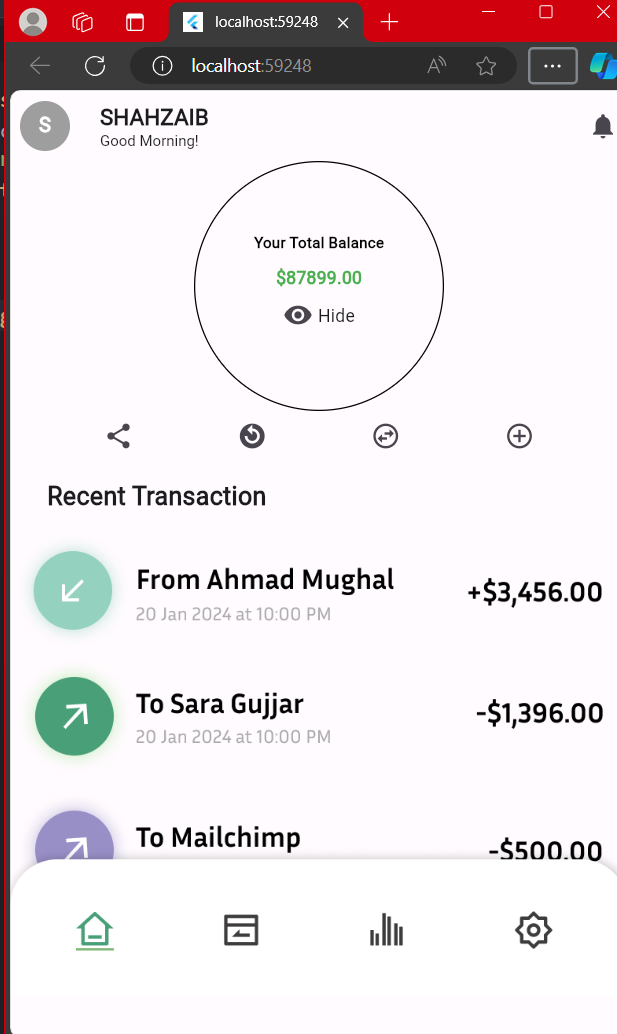 localhost:59248
localhost:59248
S
SHAHZAIB
Good Morning!
Your Total Balance
$87899.00
Hide
Recent Transaction
From Ahmad Mughal
+$3,456.00
20 Jan 2024 at 10:00 PM
To Sara Gujjar
-$1,396.00
20 Jan 2024 at 10:00 PM
To Mailchimp
-$500.00